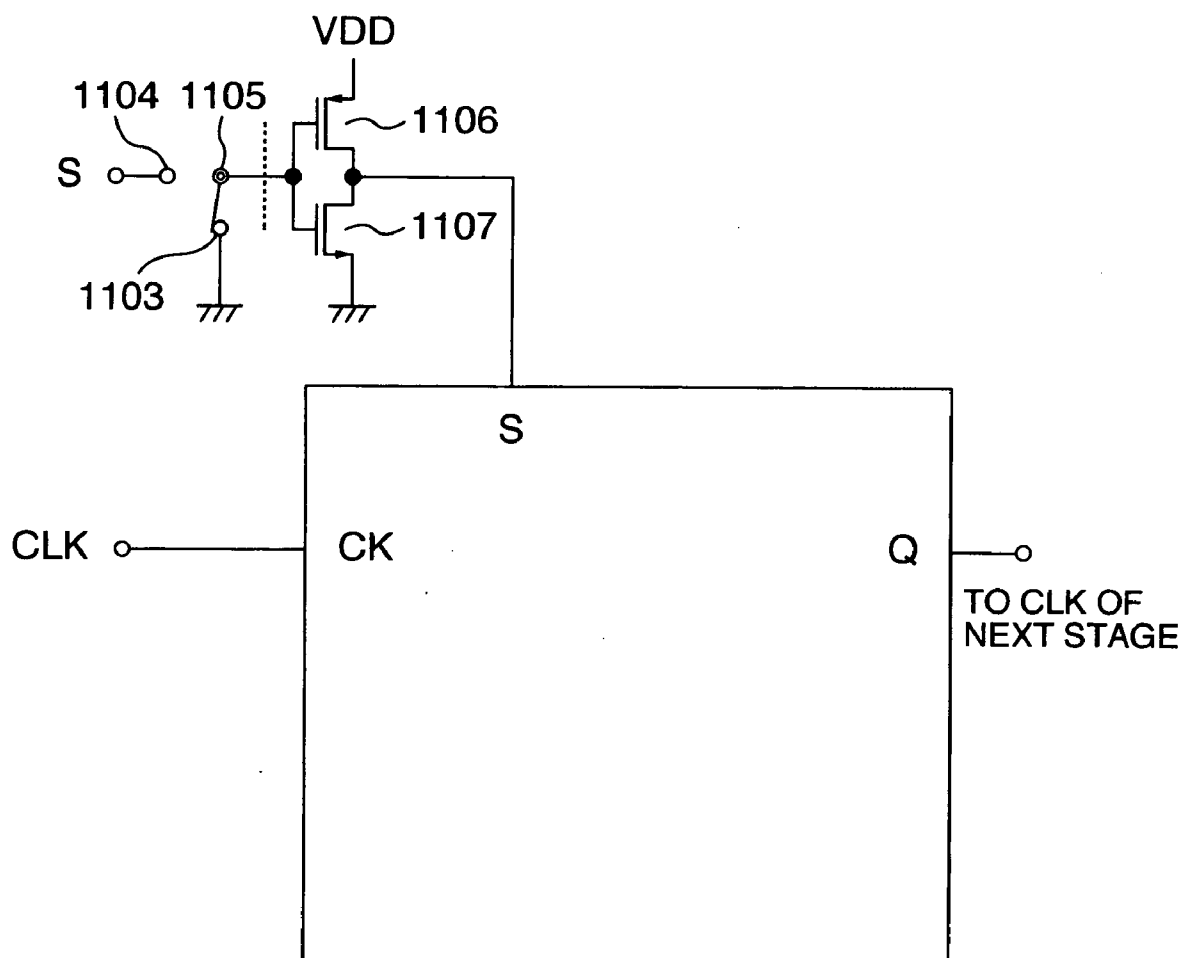 VDD
1104 1105
1106
S
1107
1103
S
CLK CK Q
TO CLK OF
NEXT STAGE